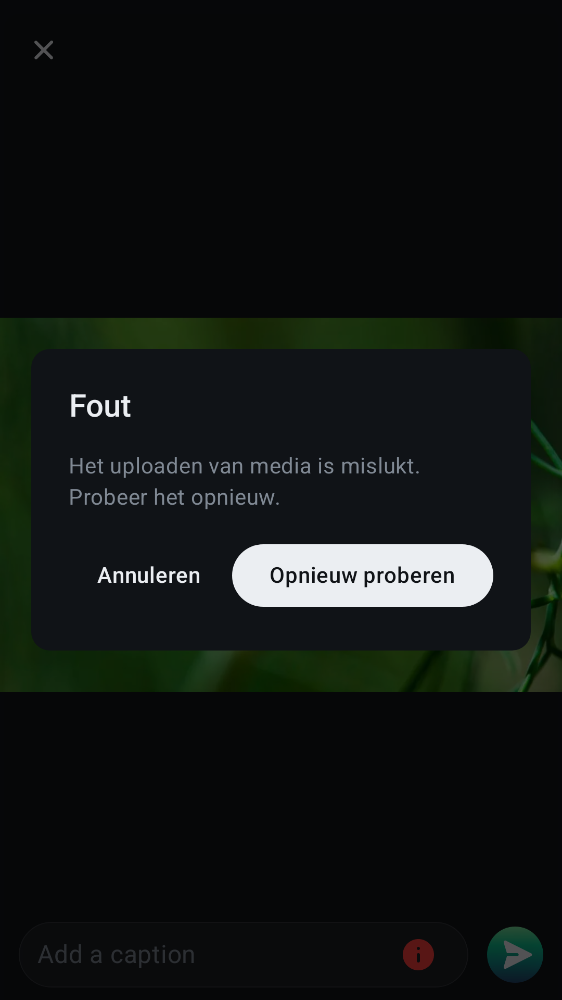 Fout
Het uploaden van media is mislukt.
Probeer het opnieuw.
Annuleren
Opnieuw proberen
Add a caption